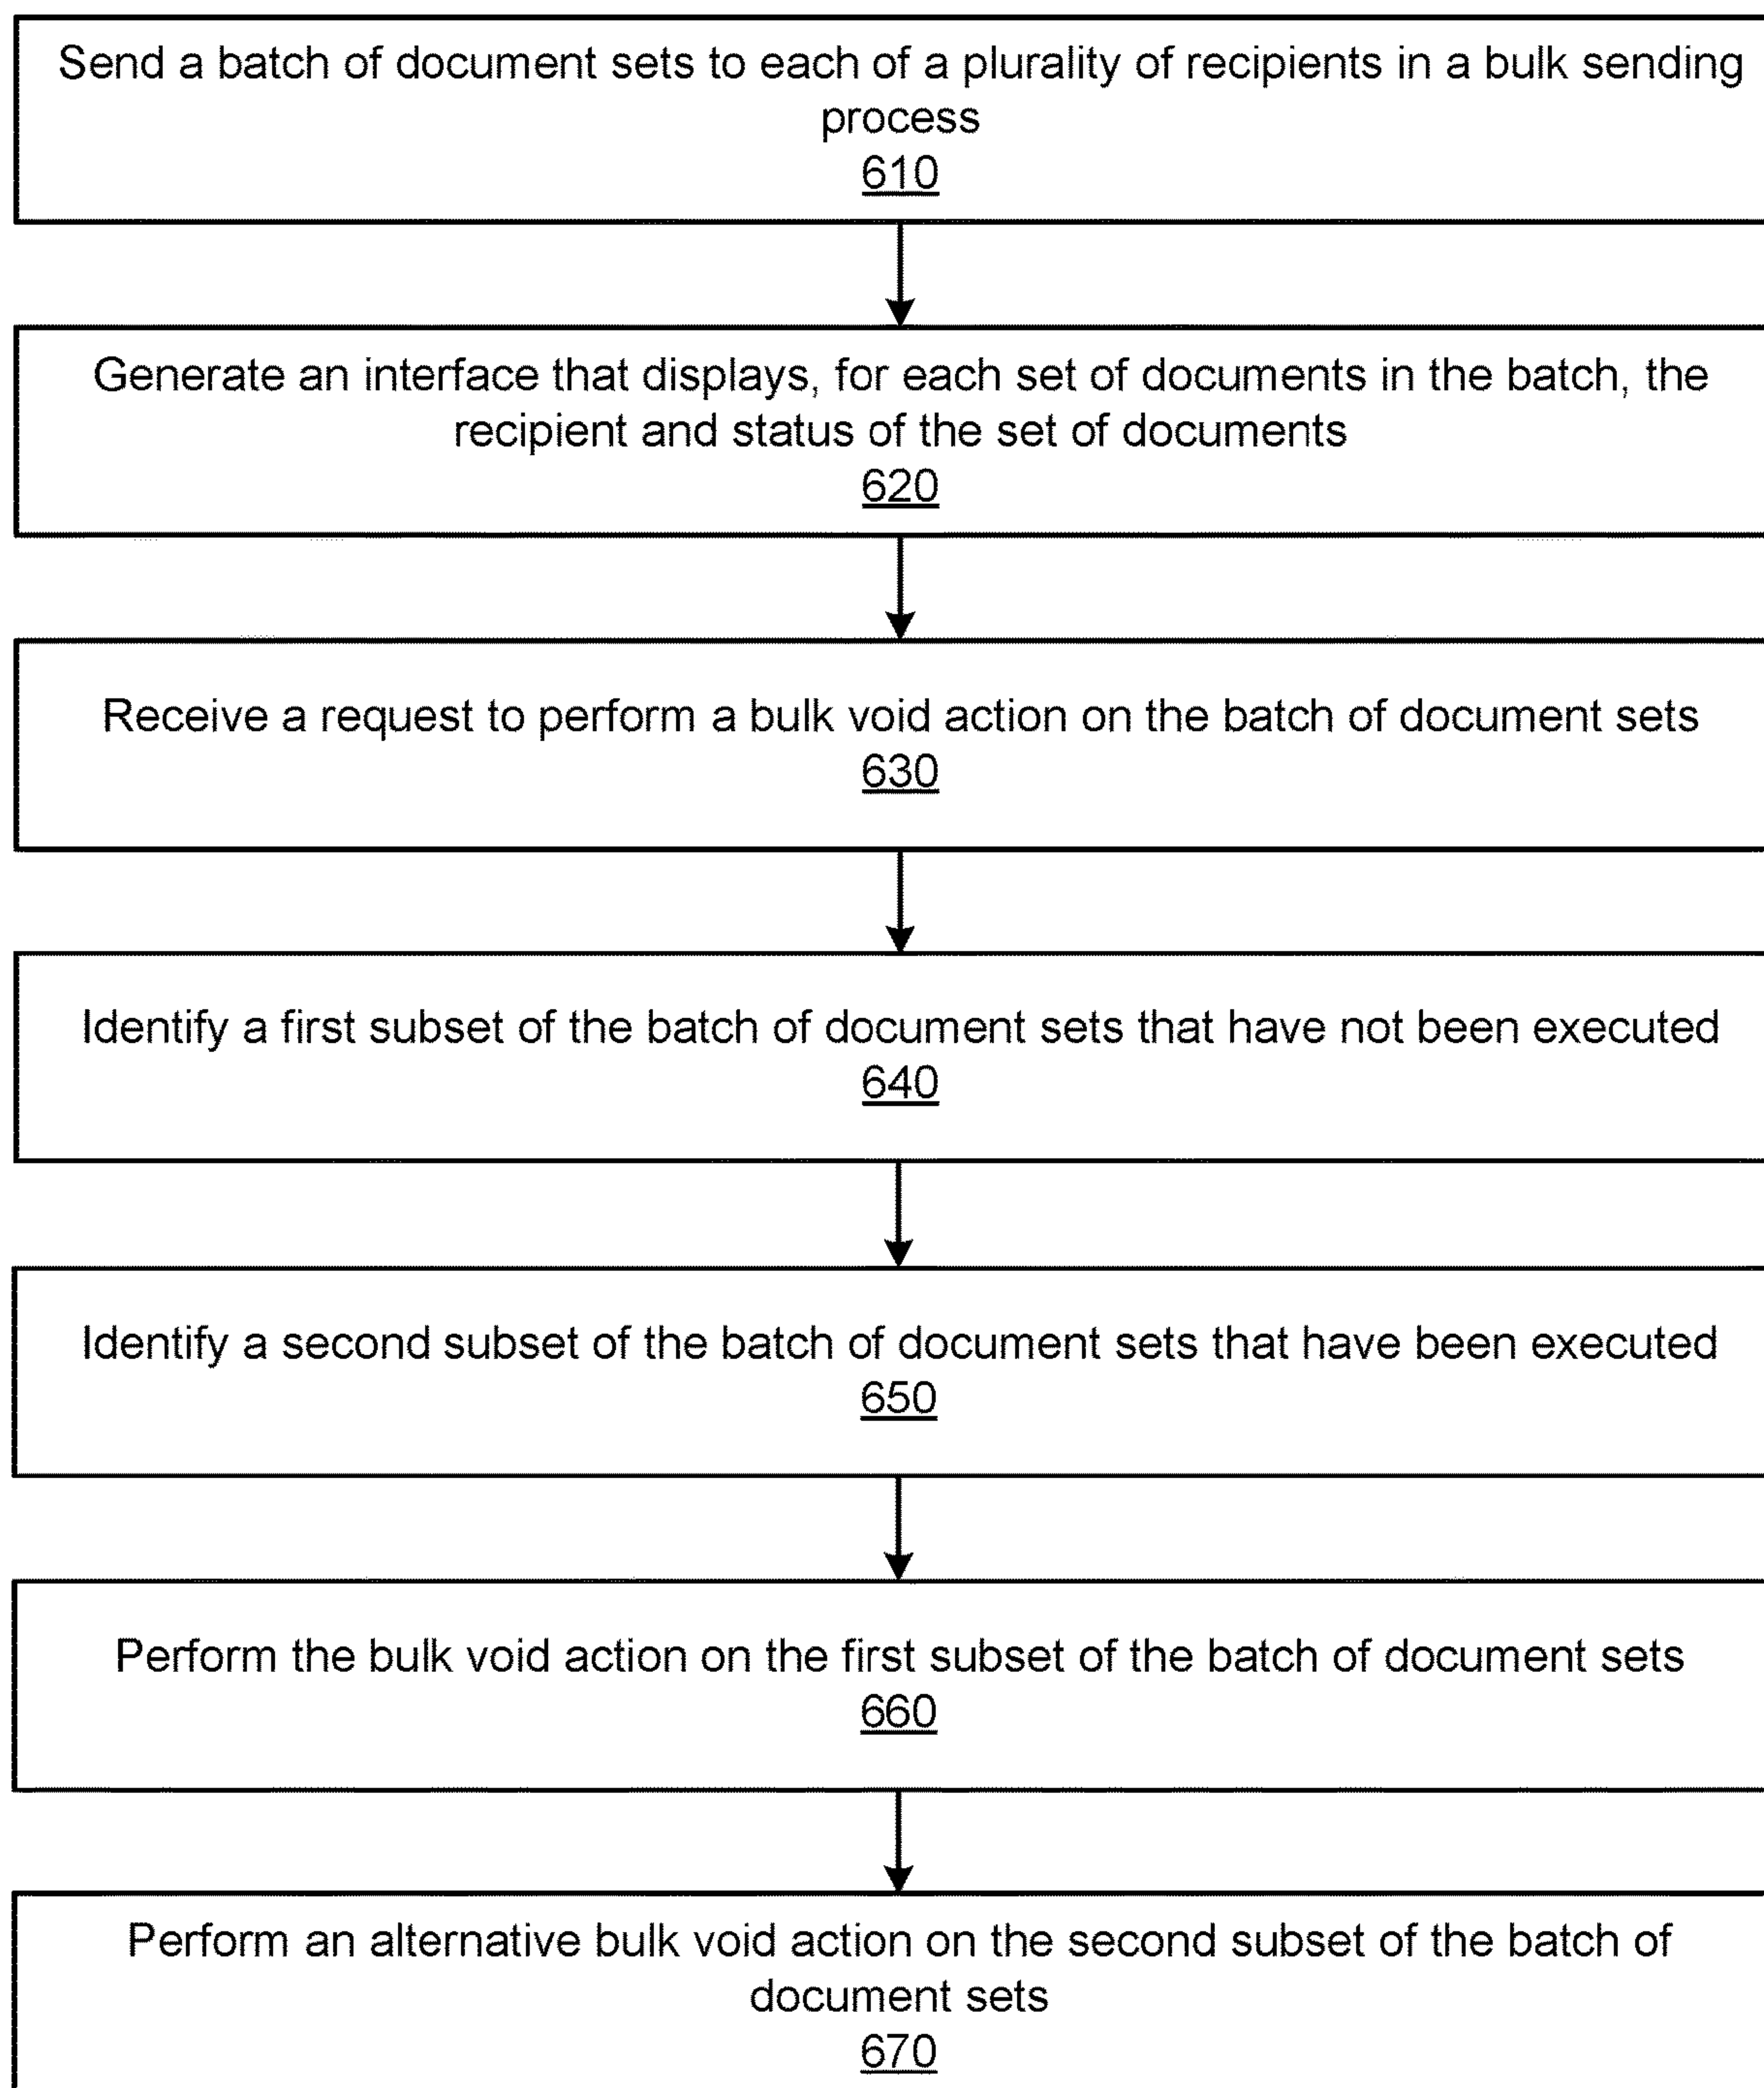 Send a batch of document sets to each of a plurality of recipients in a bulk sending
process
610
Generate an interface that displays, for each set of documents in the batch, the
recipient and status of the set of documents
620
Receive a request to perform a bulk void action on the batch of document sets
630
Identify a first subset of the batch of document sets that have not been executed
640
Identify a second subset of the batch of document sets that have been executed
650
Perform the bulk void action on the first subset of the batch of document sets
660
Perform an alternative bulk void action on the second subset of the batch of
document sets
670